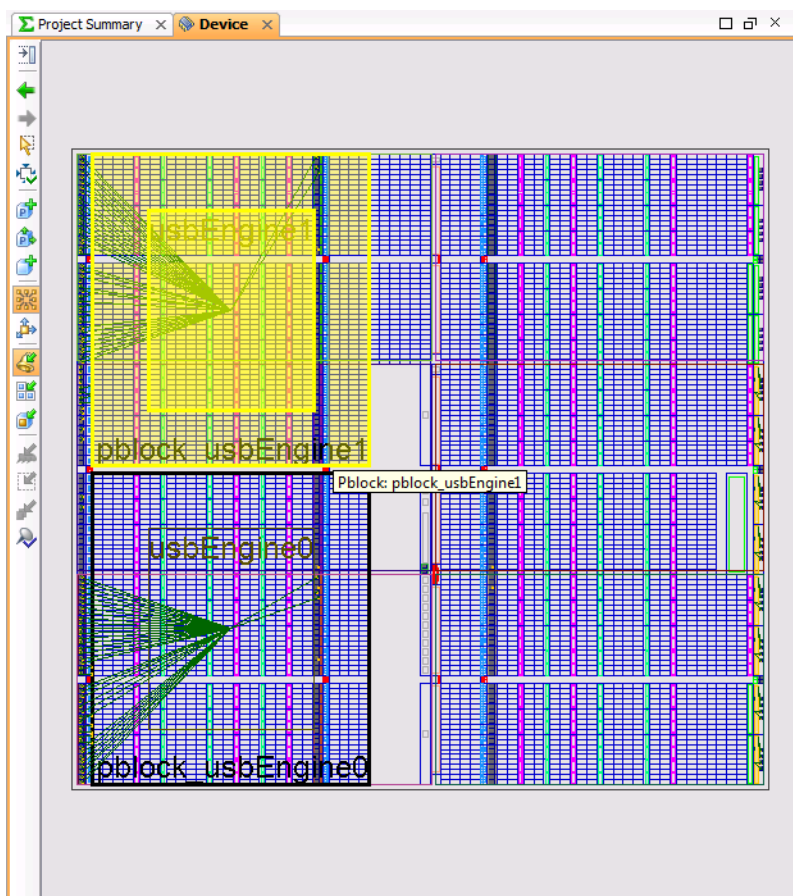 Project Summary
Device
usbEngine1
pblock_usbEngine1
Pblock: pblock_usbEngine1
usbEngine0
pblock_usbEngine0